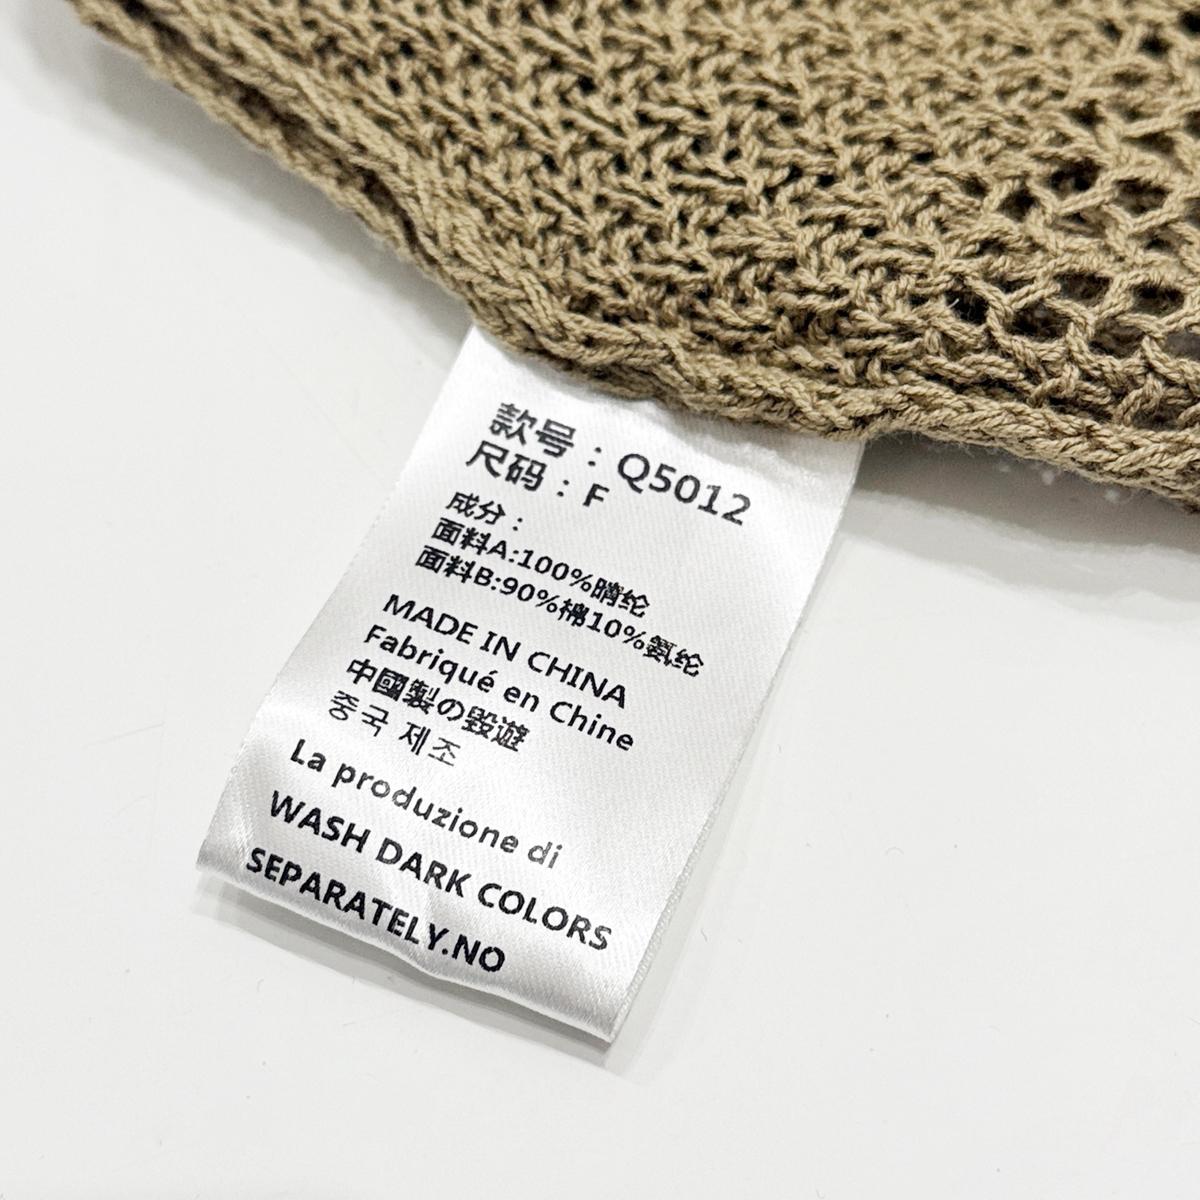 款号：Q5012
尺码：F
成分：
面料A:100%晴纶
面料B:90%棉10%氨纶
MADE IN CHINA
Fabriqué en Chine
中國製の毀遊
중국 제조
La produzione di
WASH DARK COLORS
SEPARATELY.NO